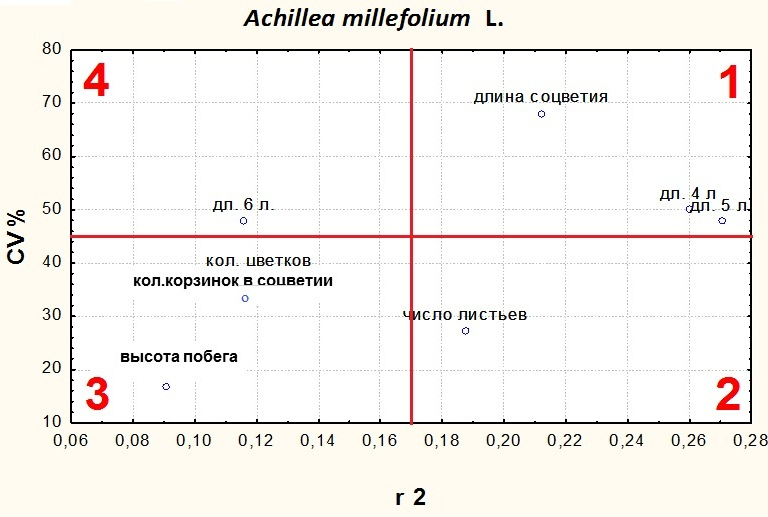 Achillea millefolium L.
80
4
1
70
длина соцветия
60
дл. 4 л
дл. 6 л.
дл. 5 л.
50
CV %
40
кол. цветков
кол.корзинок в соцветии
30
число листьев
высота побега
20
3
2
10
0,06 0,08 0,10 0,12 0,14 0,16 0,18 0,20 0,22 0,24 0,26 0,28
r 2